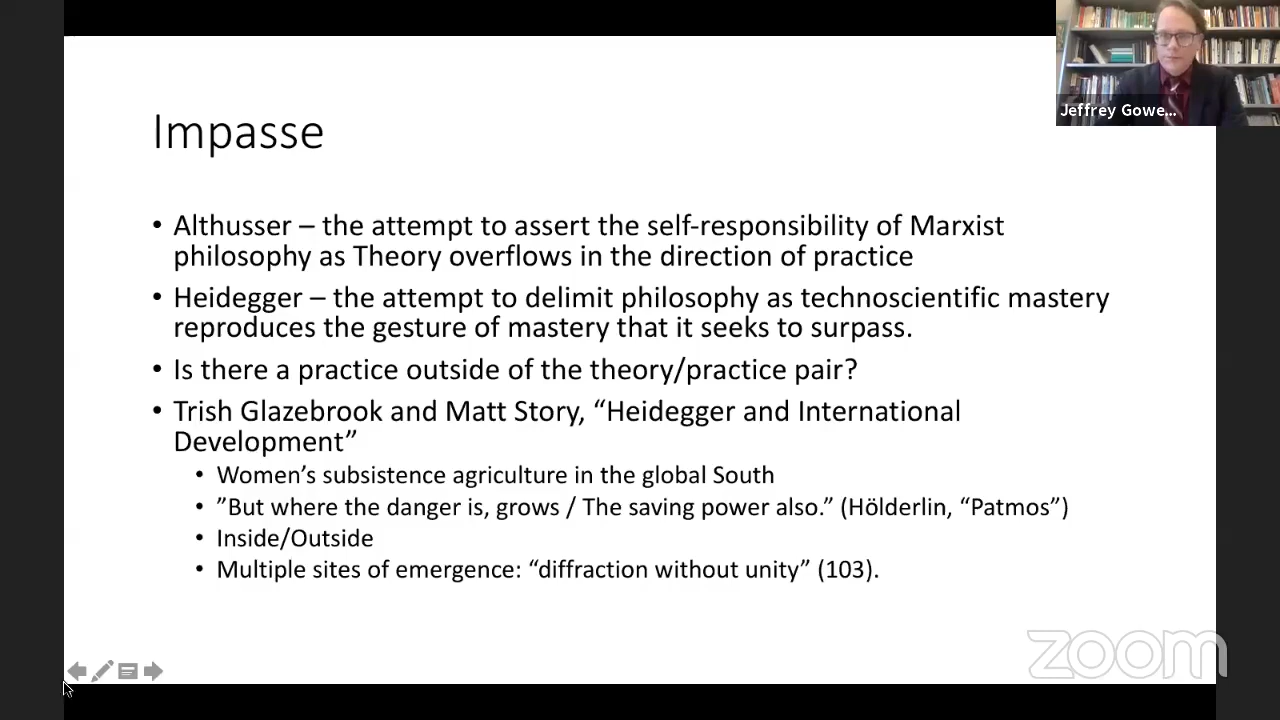 Jeffrey Gowe...
Impasse
• Althusser – the attempt to assert the self-responsibility of Marxist
philosophy as Theory overflows in the direction of practice
• Heidegger – the attempt to delimit philosophy as technoscientific mastery
reproduces the gesture of mastery that it seeks to surpass.
• Is there a practice outside of the theory/practice pair?
• Trish Glazebrook and Matt Story, “Heidegger and International
Development”
• Women’s subsistence agriculture in the global South
• ”But where the danger is, grows / The saving power also.” (Hölderlin, “Patmos”)
• Inside/Outside
• Multiple sites of emergence: “diffraction without unity” (103).
zoom